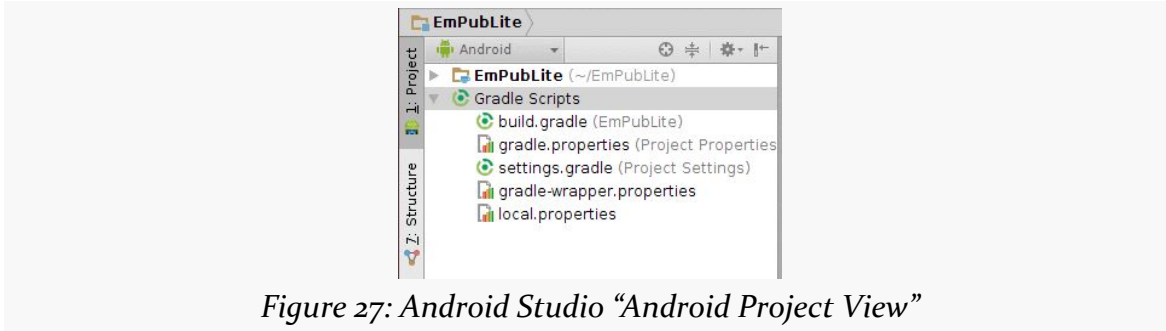 EmPubLite
Android
1: Project
EmPubLite (~/EmPubLite)
Gradle Scripts
build.gradle (EmPubLite)
gradle.properties (Project Properties
settings.gradle (Project Settings)
gradle-wrapper.properties
local.properties
7: Structure
Figure 27: Android Studio “Android Project View”